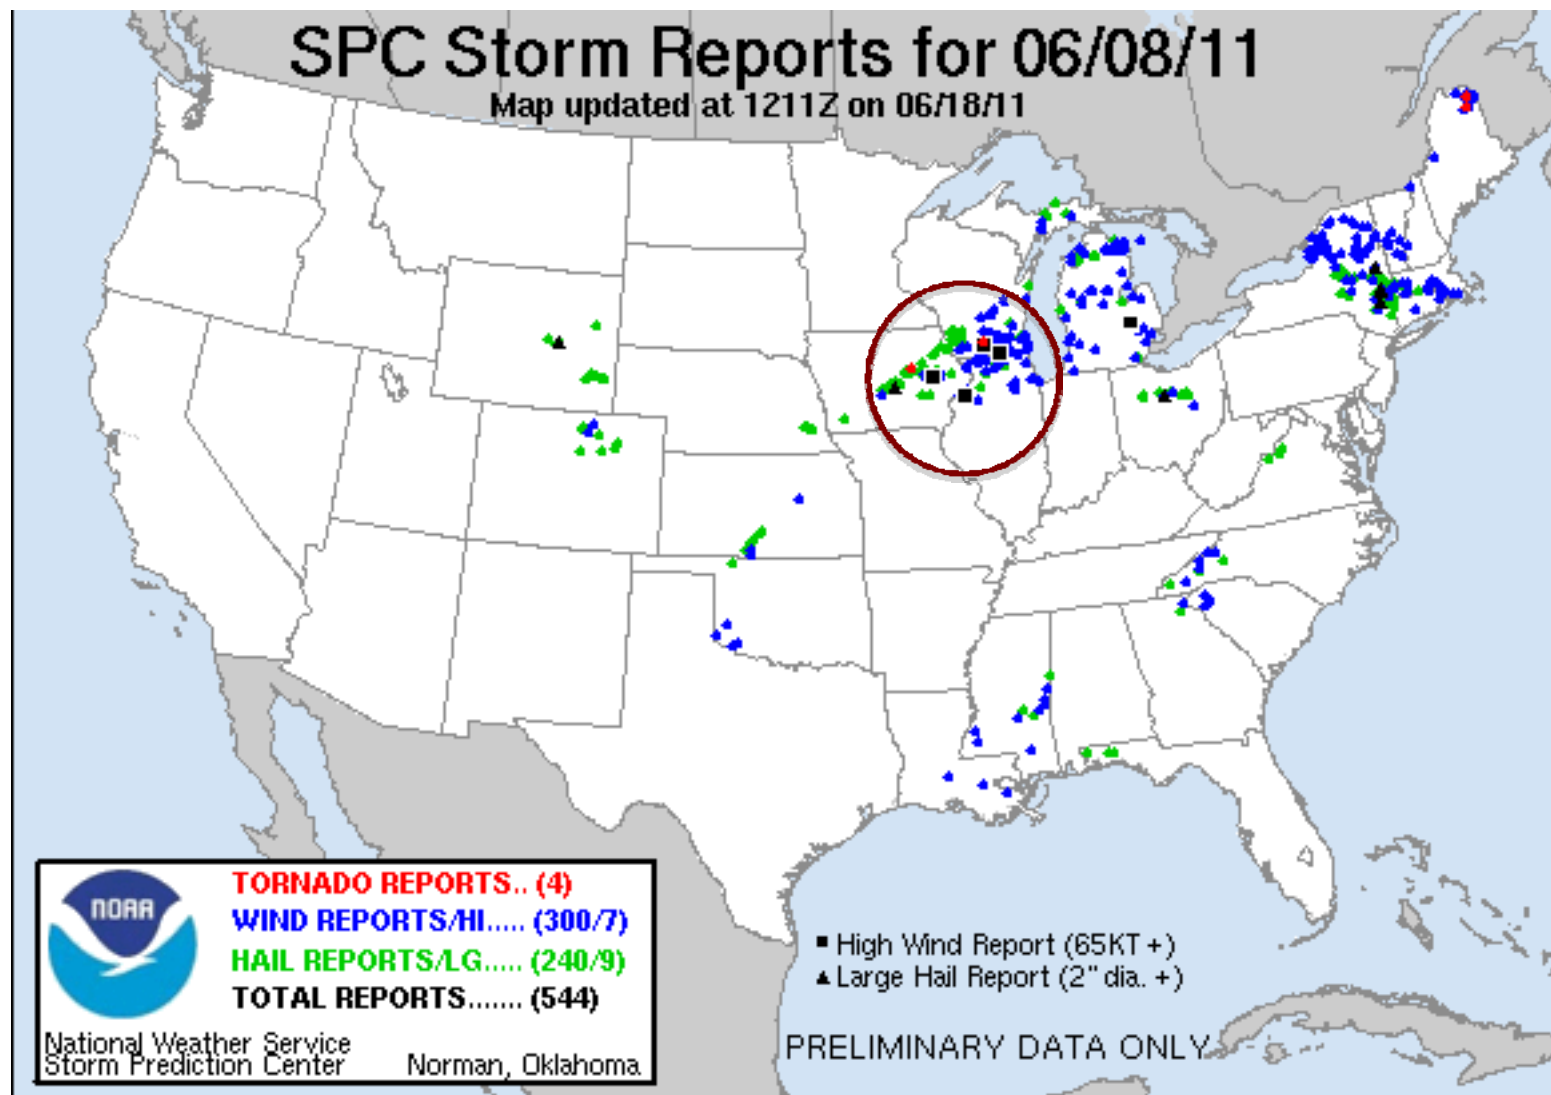 SPC Storm Reports for 06/08/11
Map updated at 1211Z on 06/18/11
NOAA
TORNADO REPORTS.. (4)
WIND REPORTS/HI..... (300/7)
HAIL REPORTS/LG..... (240/9)
TOTAL REPORTS....... (544)
National Weather Service
Storm Prediction Center Norman, Oklahoma
High Wind Report (65KT +)
Large Hail Report (2" dia. +)
PRELIMINARY DATA ONLY